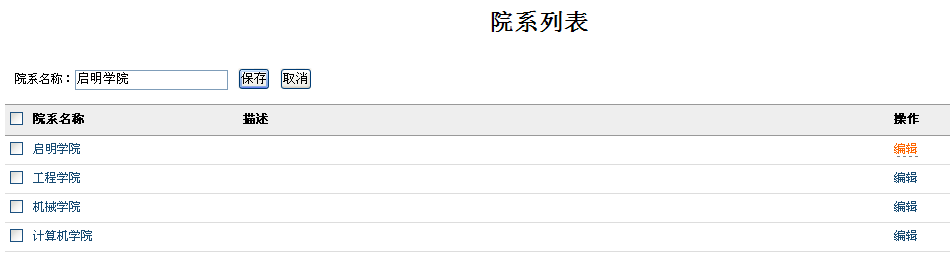 院系列表
院系名称：启明学院 保存 取消
院系名称 描述 操作
启明学院 编辑
工程学院 编辑
机械学院 编辑
计算机学院 编辑